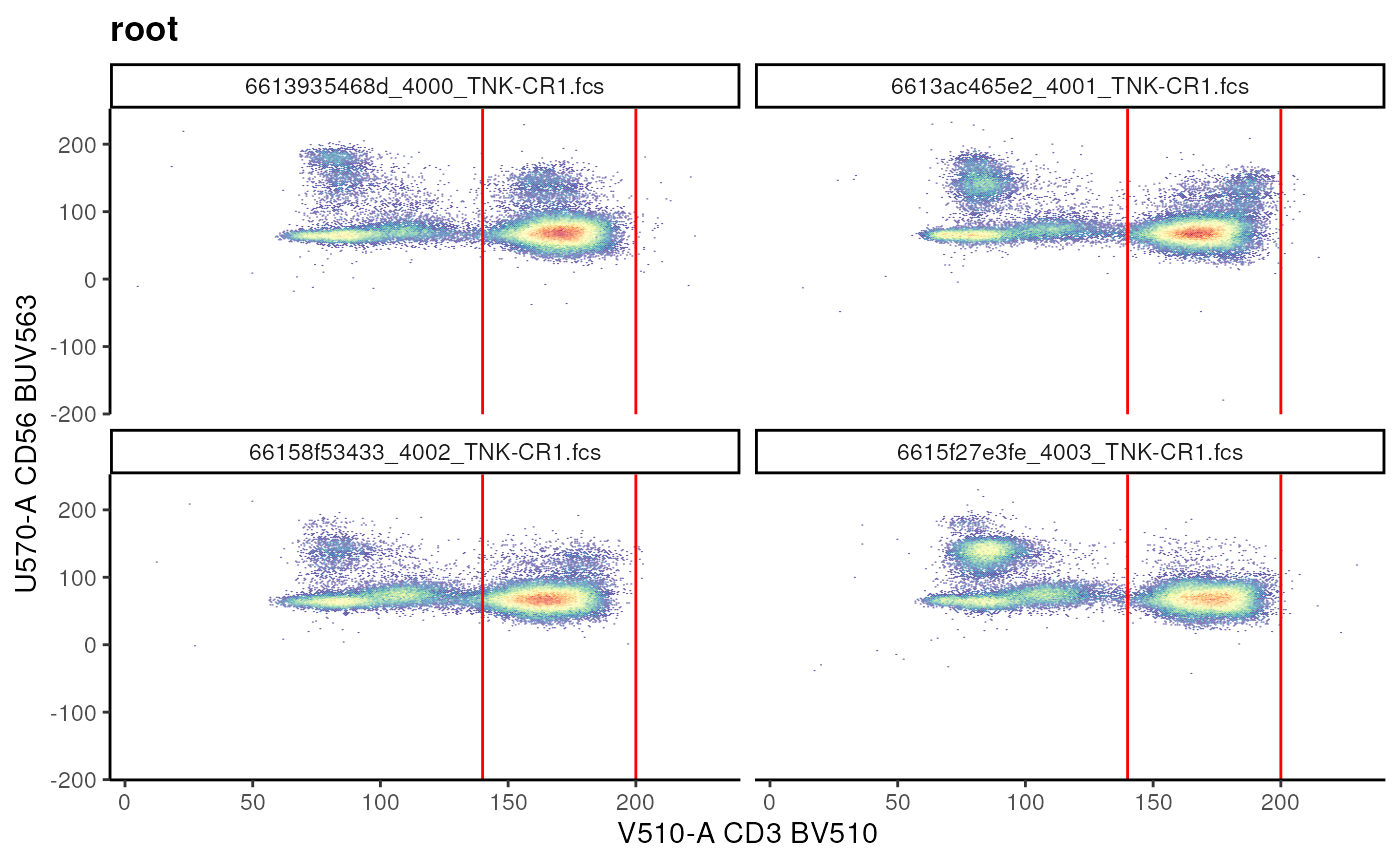 root
6613935468d_4000_TNK-CR1.fcs
6613ac465e2_4001_TNK-CR1.fcs
200
100
0
-100
-200
66158f53433_4002_TNK-CR1.fcs
6615f27e3fe_4003_TNK-CR1.fcs
200
100
0
-100
-200
0 50 100 150 200
0 50 100 150 200
V510-A CD3 BV510
U570-A CD56 BUV563